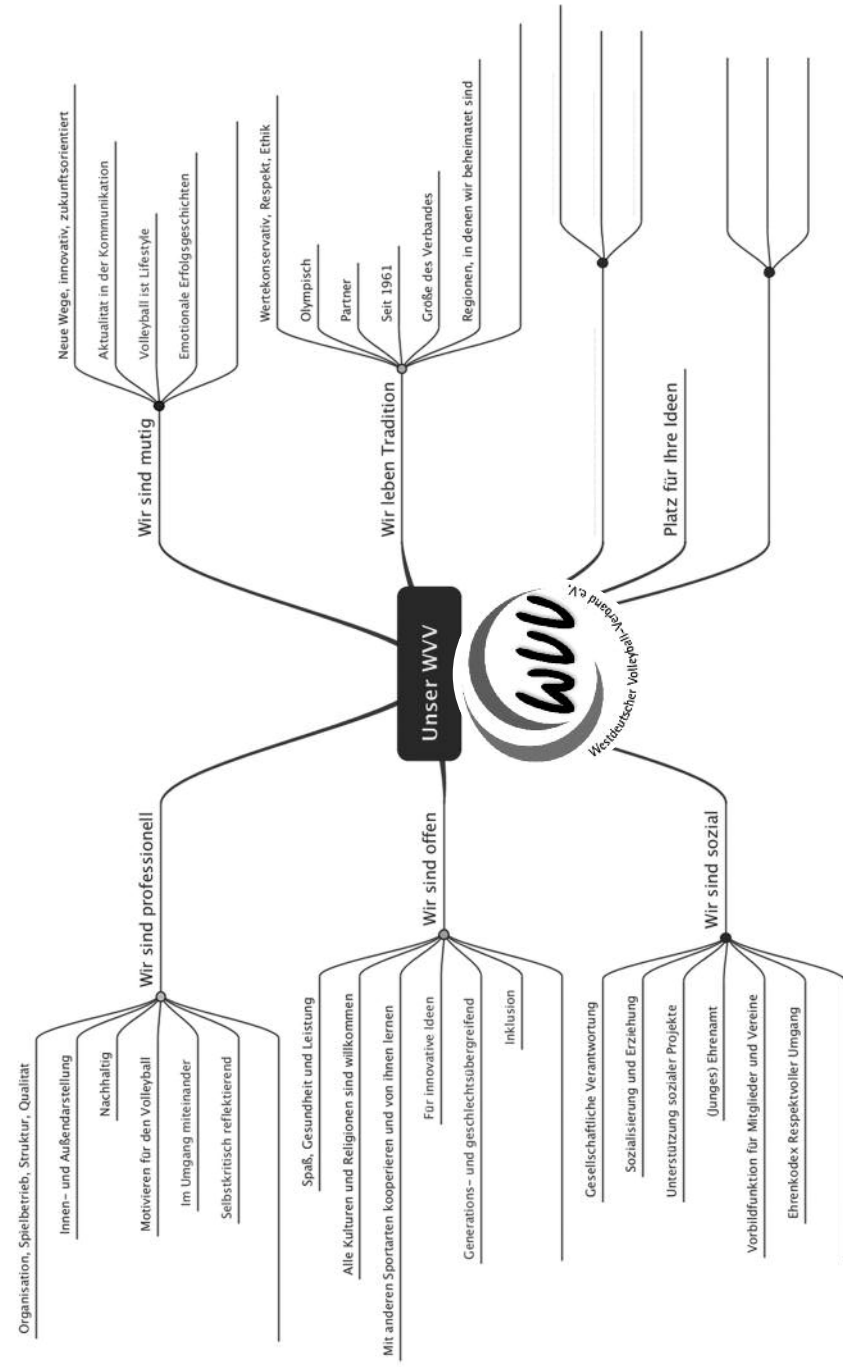 Unser WVV
WVV
Westdeutscher Volleyball-Verband e.V.
Wir sind professionell
Organisation, Spielbetrieb, Struktur, Qualität
Innen- und Außendarstellung
Nachhaltig
Motivieren für den Volleyball
Im Umgang miteinander
Selbstkritisch reflektierend
Wir sind offen
Spaß, Gesundheit und Leistung
Alle Kulturen und Religionen sind willkommen
Mit anderen Sportarten kooperieren und von ihnen lernen
Für innovative Ideen
Generations- und geschlechtsübergreifend
Inklusion
Wir sind sozial
Gesellschaftliche Verantwortung
Sozialisierung und Erziehung
Unterstützung sozialer Projekte
(Junges) Ehrenamt
Vorbildfunktion für Mitglieder und Vereine
Ehrenkodex Respektvoller Umgang
Wir sind mutig
Neue Wege, innovativ, zukunftsorientiert
Aktualität in der Kommunikation
Volleyball ist Lifestyle
Emotionale Erfolgsgeschichten
Wir leben Tradition
Wertekonservativ, Respekt, Ethik
Olympisch
Partner
Seit 1961
Größe des Verbandes
Regionen, in denen wir beheimatet sind
Platz für Ihre Ideen